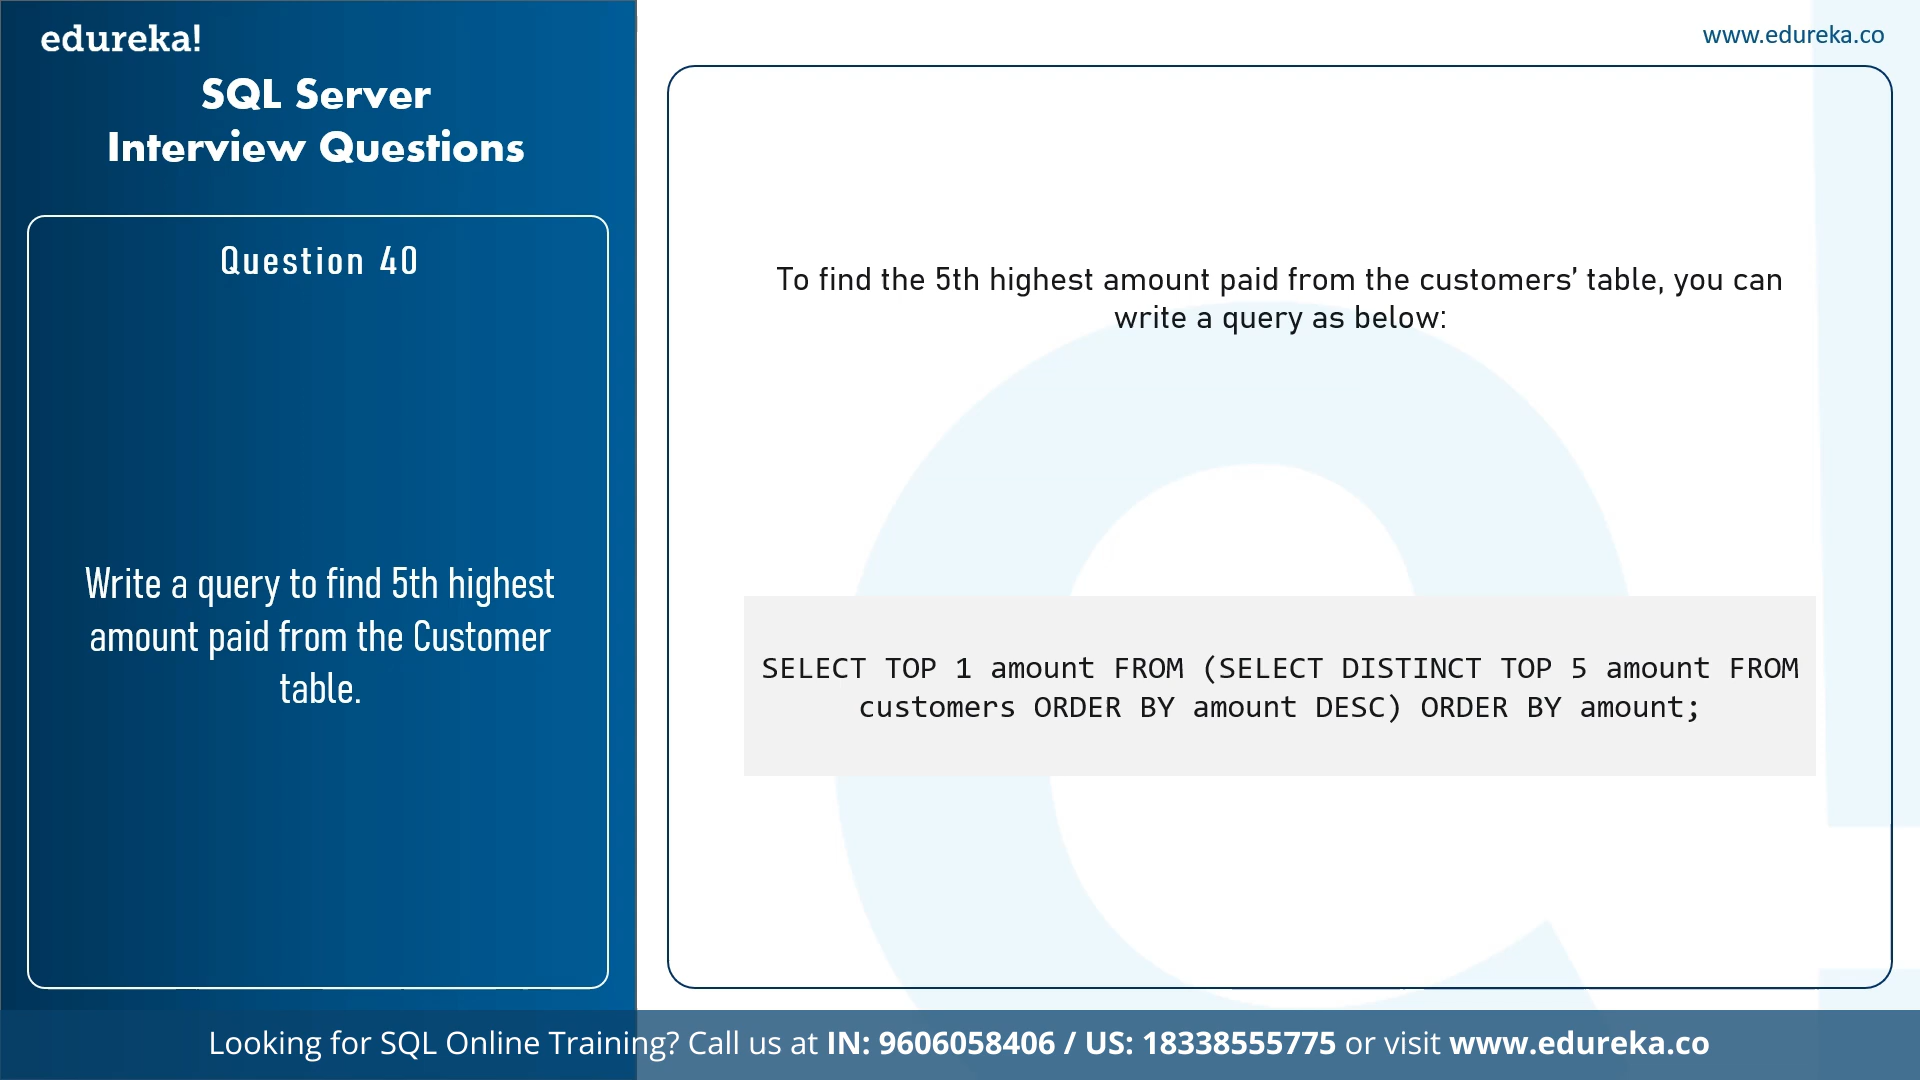 edureka!
www.edureka.co
SQL Server
Interview Questions
Question 40
Write a query to find 5th highest
amount paid from the Customer
table.
To find the 5th highest amount paid from the customers’ table, you can
write a query as below:
SELECT TOP 1 amount FROM (SELECT DISTINCT TOP 5 amount FROM
customers ORDER BY amount DESC) ORDER BY amount;
Looking for SQL Online Training? Call us at IN: 9606058406 / US: 18338555775 or visit www.edureka.co